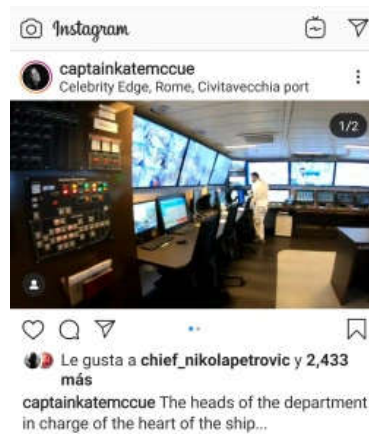 Instagram
captainkatemccue
Celebrity Edge, Rome, Civitavecchia port
1/2
Le gusta a chief_nikolapetrovic y 2,433
más
captainkatemccue The heads of the department
in charge of the heart of the ship...